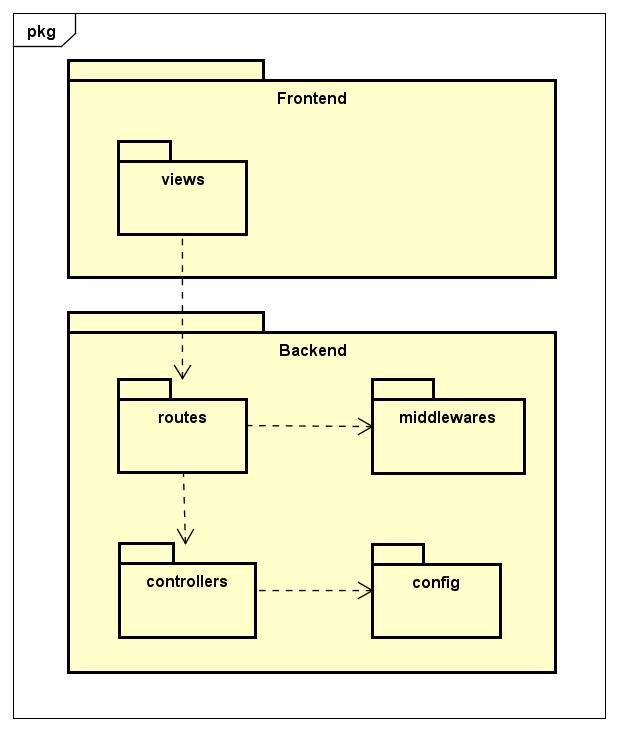 pkg
Frontend
views
Backend
routes
middlewares
controllers
config